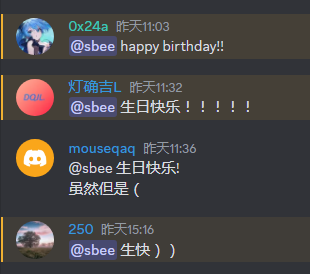 0x24a 昨天11:03
@sbee happy birthday!!
DQJL
灯确吉L 昨天11:32
@sbee 生日快乐！！！！！
mouseqaq 昨天11:36
@sbee 生日快乐!
虽然但是（
250 昨天15:16
@sbee 生快））